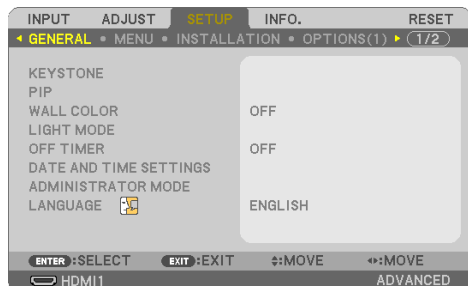 INPUT ADJUST SETUP INFO. RESET
GENERAL • MENU • INSTALLATION • OPTIONS(1) 1/2
KEYSTONE
PIP
WALL COLOR OFF
LIGHT MODE
OFF TIMER OFF
DATE AND TIME SETTINGS
ADMINISTRATOR MODE
LANGUAGE ENGLISH
ENTER:SELECT EXIT:EXIT :MOVE :MOVE
HDMI1 ADVANCED